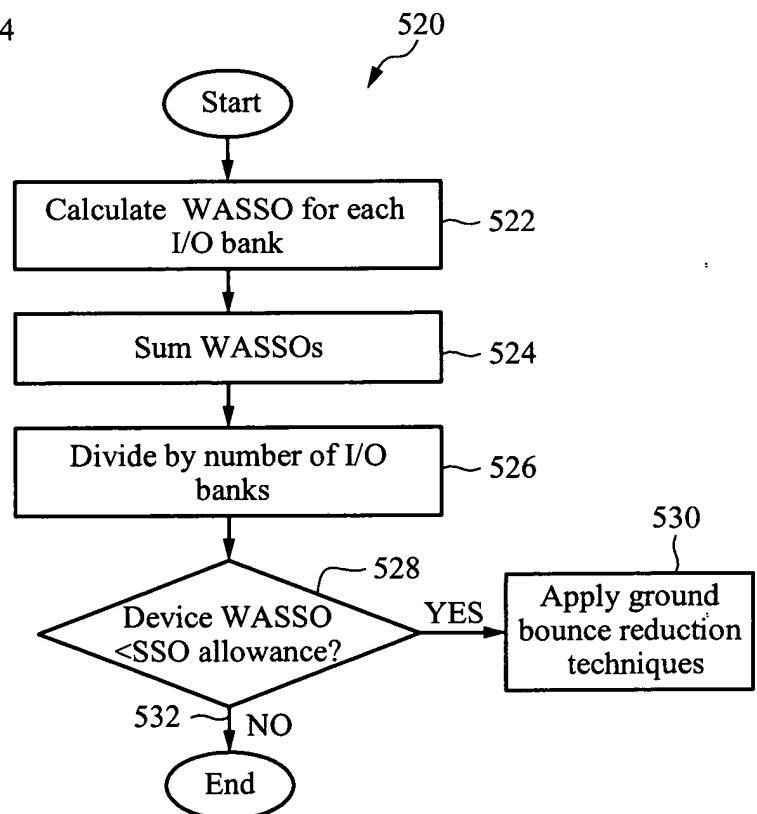 4
520
Start
Calculate WASSO for each
I/O bank
522
Sum WASSOs
524
Divide by number of I/O
banks
526
528
530
Device WASSO
<SSO allowance?
YES
Apply ground
bounce reduction
techniques
532
NO
End